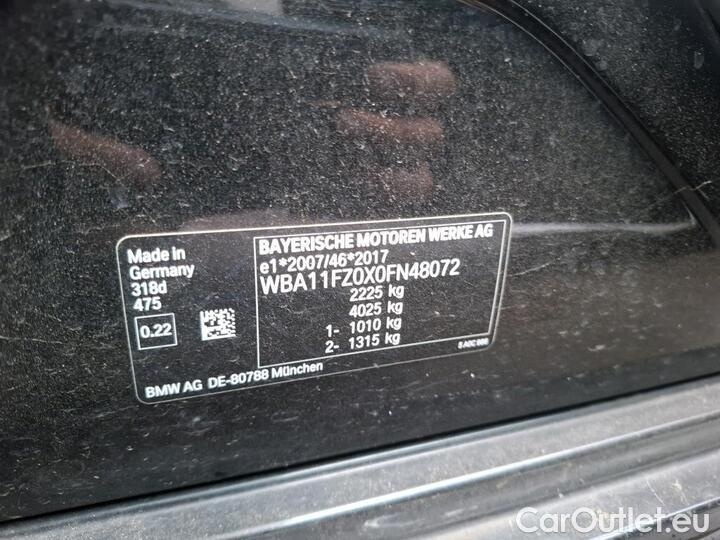 Made in
Germany
318d
475
0.22
BAYERISCHE MOTOREN WERKE AG
e1*2007/46*2017
WBA11FZ0X0FN48072
2225 kg
4025 kg
1- 1010 kg
2- 1315 kg
BMW AG DE-80788 München
CarOutlet.eu